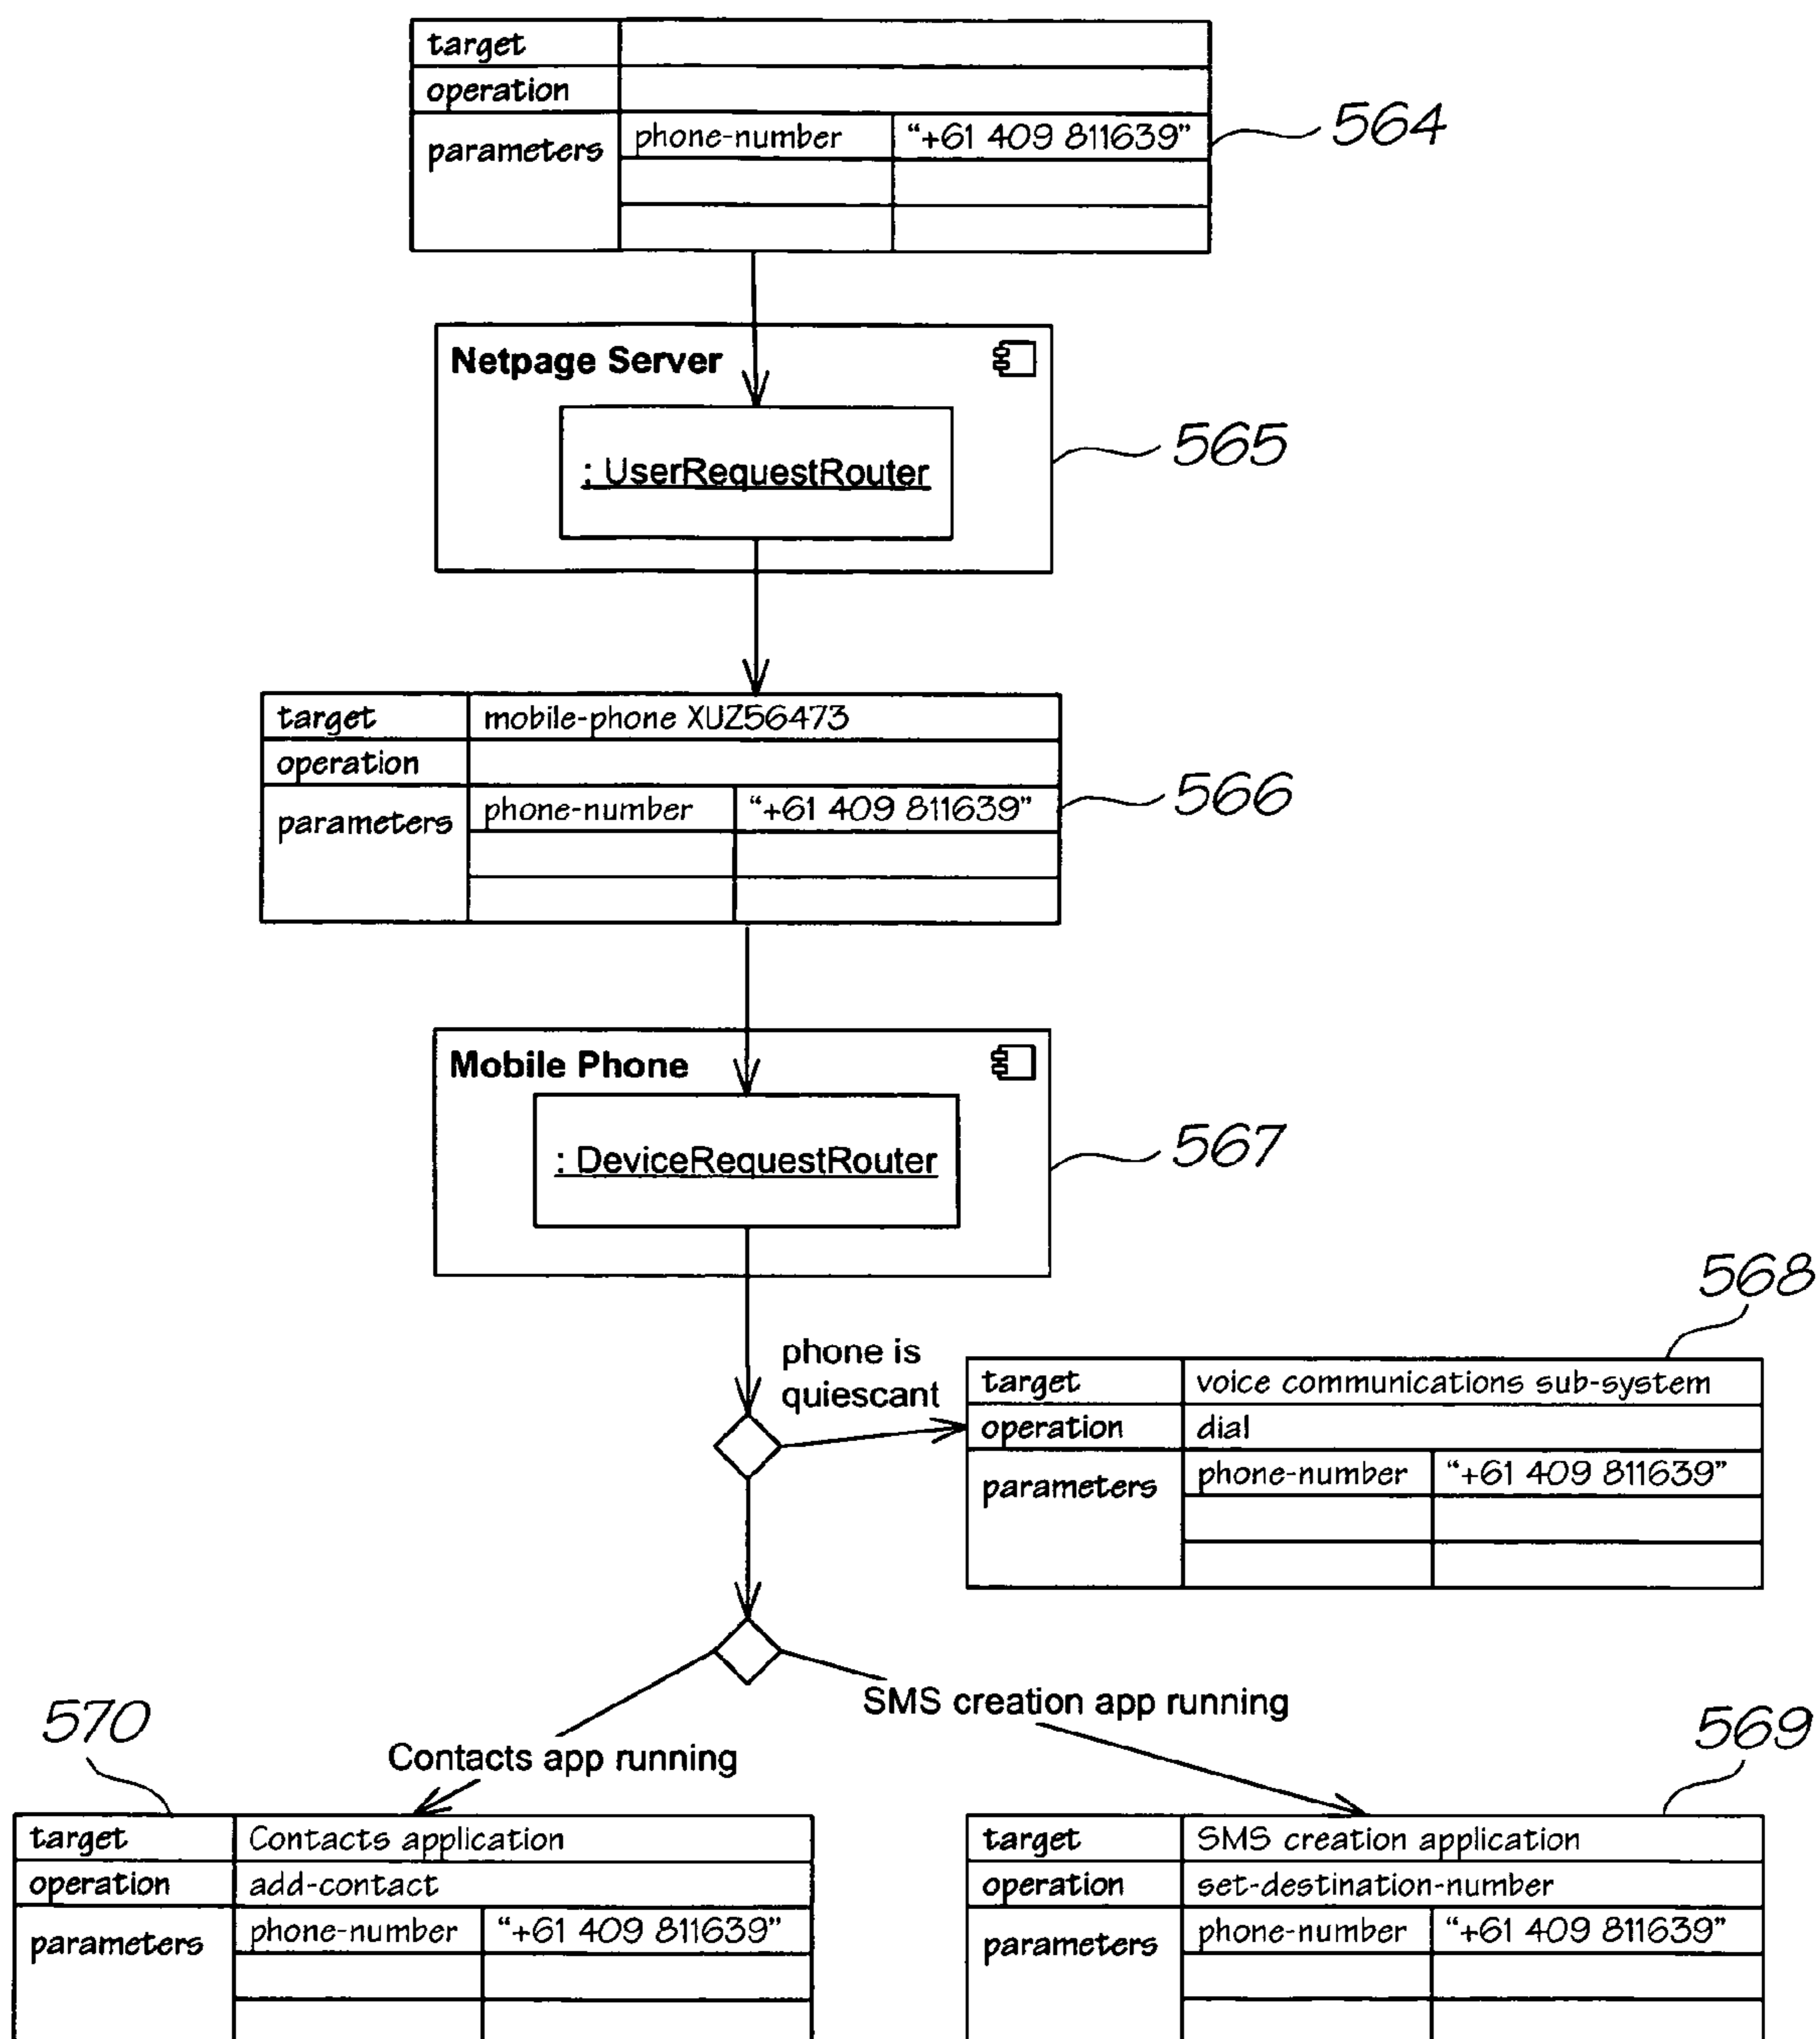 target
operation
parameters phone-number "+61 409 811639"
564
Netpage Server
: UserRequestRouter
565
target mobile-phone XUZ56473
operation
parameters phone-number "+61 409 811639"
566
Mobile Phone
: DeviceRequestRouter
567
568
phone is
quiescant
target voice communications sub-system
operation dial
parameters phone-number "+61 409 811639"
SMS creation app running
Contacts app running
570
target Contacts application
operation add-contact
parameters phone-number "+61 409 811639"
569
target SMS creation application
operation set-destination-number
parameters phone-number "+61 409 811639"